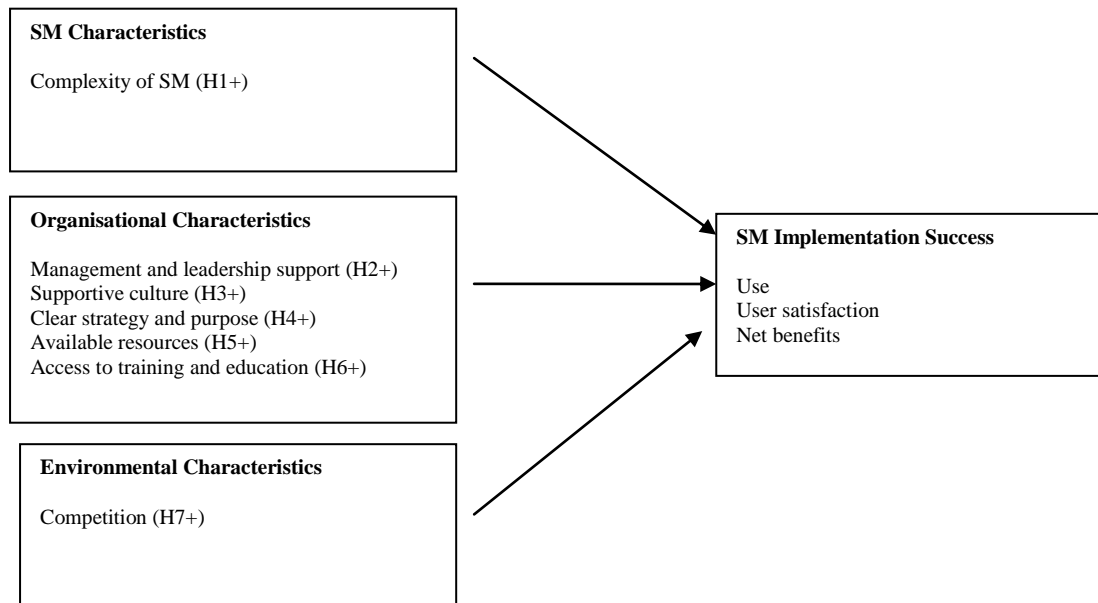 SM Characteristics
Complexity of SM (H1+)
Organisational Characteristics
Management and leadership support (H2+)
Supportive culture (H3+)
Clear strategy and purpose (H4+)
Available resources (H5+)
Access to training and education (H6+)
Environmental Characteristics
Competition (H7+)
SM Implementation Success
Use
User satisfaction
Net benefits